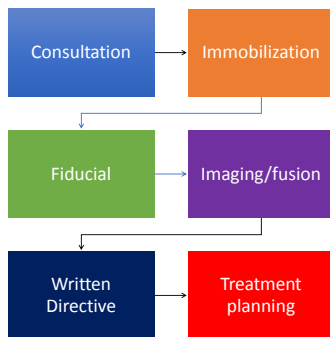 Consultation
Immobilization
Fiducial
Imaging/fusion
Written
Directive
Treatment
planning